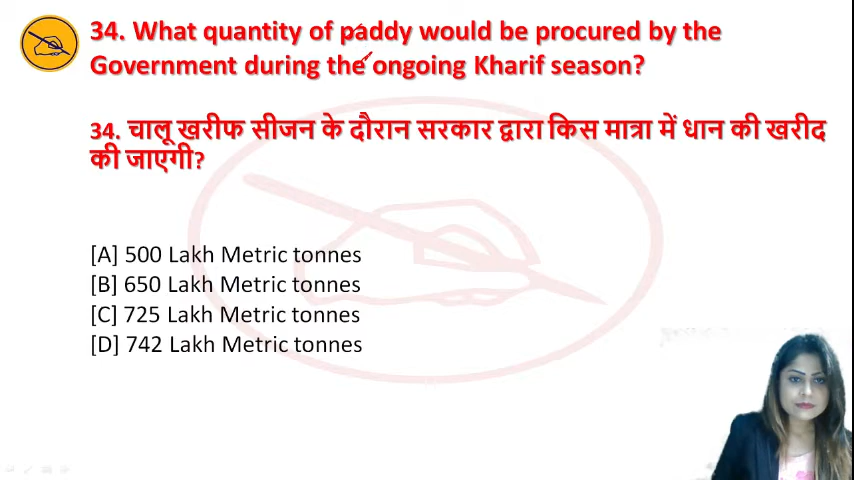 34. What quantity of paddy would be procured by the
Government during the ongoing Kharif season?
34. चालू खरीफ सीजन के दौरान सरकार द्वारा किस मात्रा में धान की खरीद
की जाएगी?
[A] 500 Lakh Metric tonnes
[B] 650 Lakh Metric tonnes
[C] 725 Lakh Metric tonnes
[D] 742 Lakh Metric tonnes